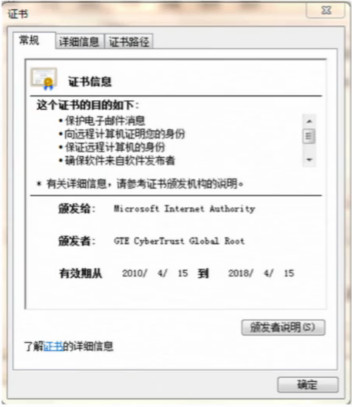 证书
常规 详细信息 证书路径
证书信息
这个证书的目的如下:
•保护电子邮件消息
•向远程计算机证明您的身份
•保证远程计算机的身份
•确保软件来自软件发布者
* 有关详细信息，请参考证书颁发机构的说明。
颁发给: Microsoft Internet Authority
颁发者: GTE CyberTrust Global Root
有效期从 2010/ 4/ 15 到 2018/ 4/ 15
颁发者说明(S)
了解证书的详细信息
确定